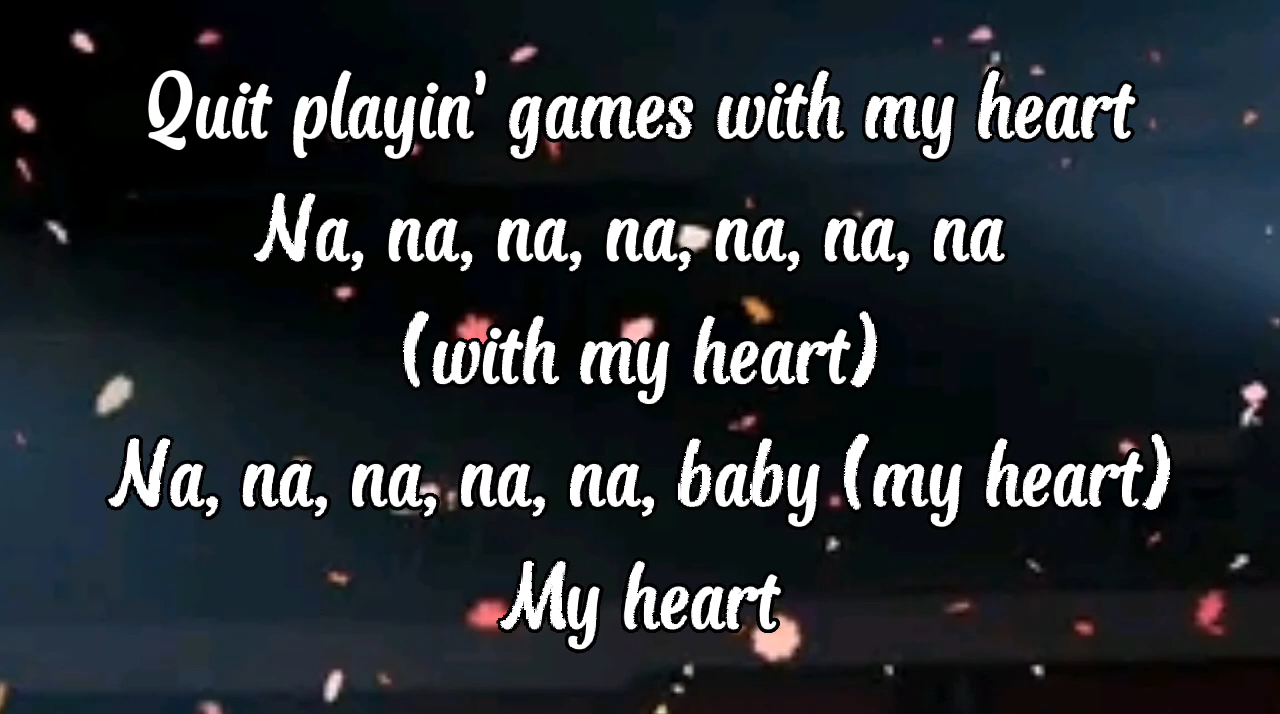 Quit playin' games with my heart
Na, na, na, na, na, na, na
(with my heart)
Na, na, na, na, na, baby (my heart)
My heart